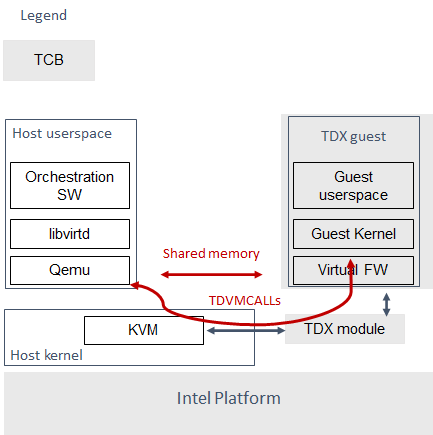 Legend
TCB
Host userspace
Orchestration
SW
libvirtd
Qemu
Shared memory
TDVMCALLs
TDX guest
Guest
userspace
Guest Kernel
Virtual FW
KVM
Host kernel
TDX module
Intel Platform